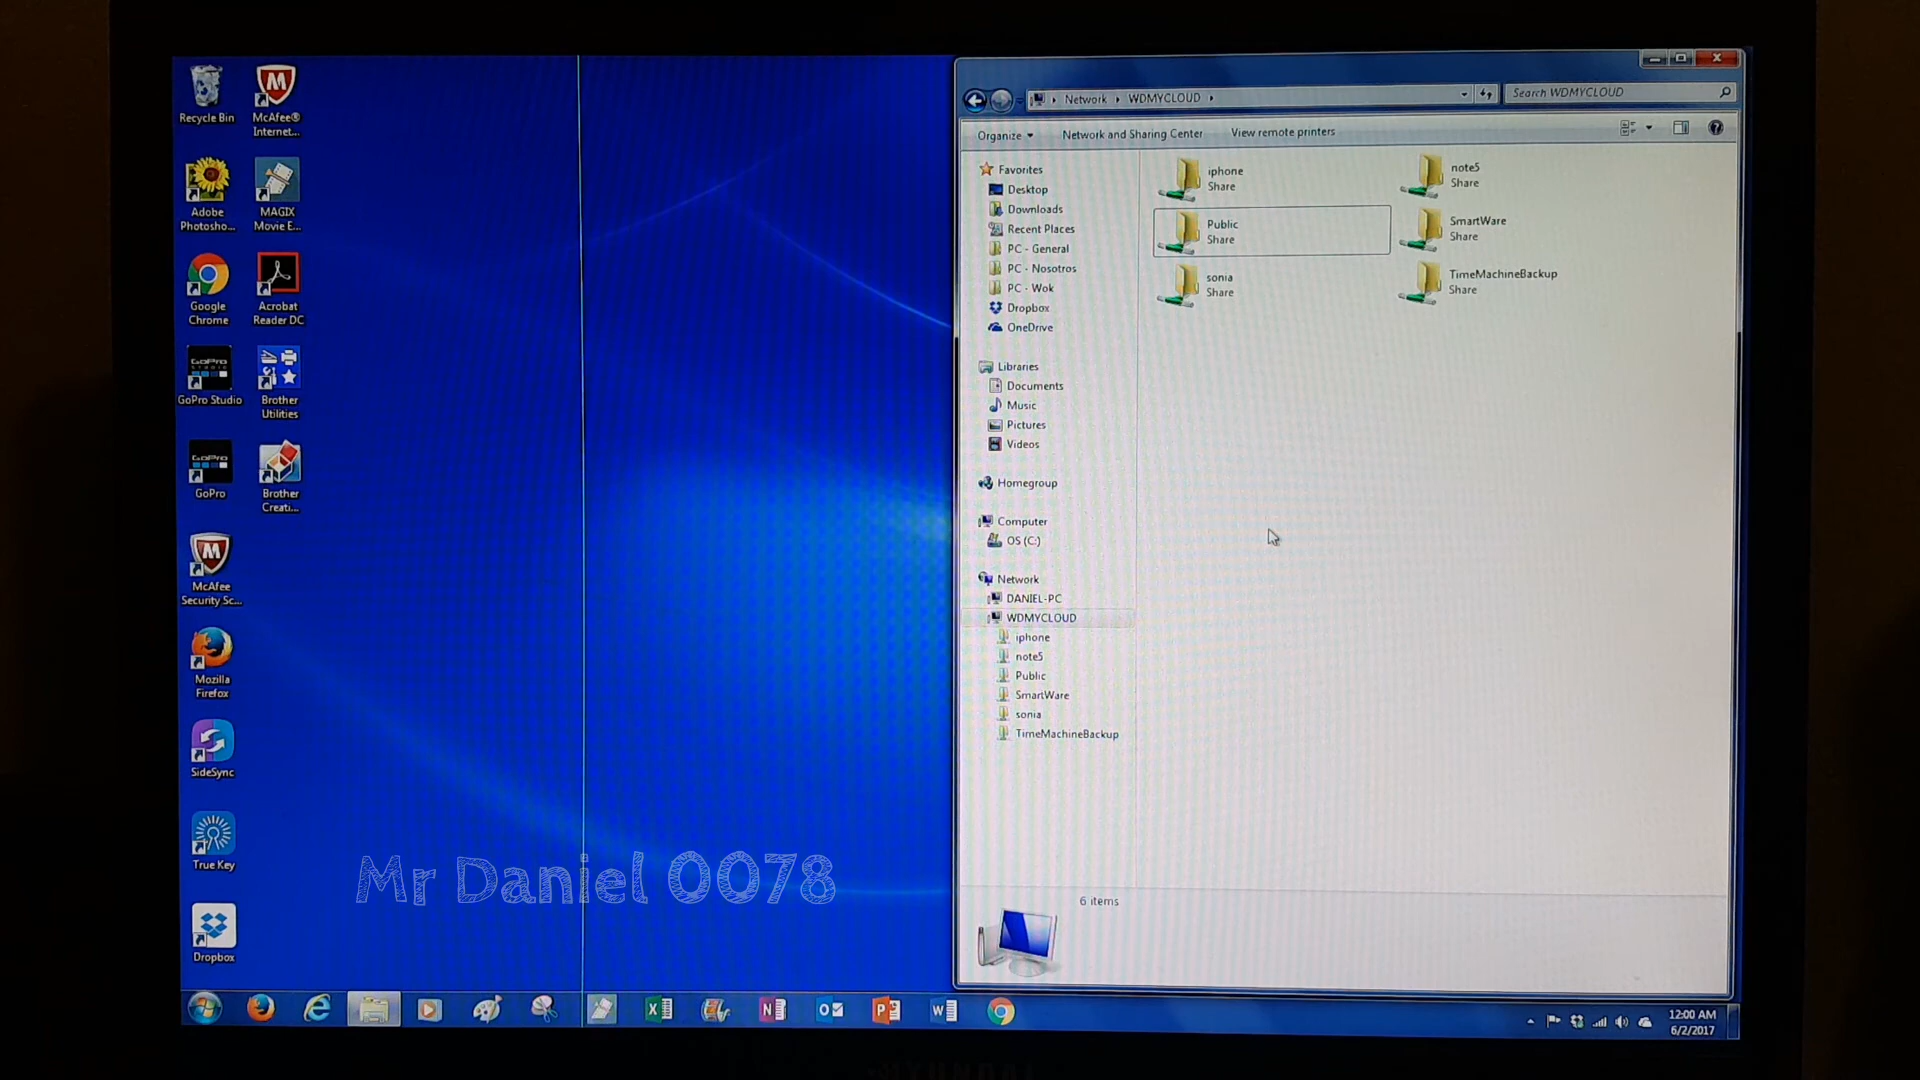 Recycle Bin
McAfee®
Internet...
Adobe
Photosho...
MAGIX
Movie E...
Google
Chrome
Acrobat
Reader DC
GoPro
STUDIO
GoPro Studio
Brother
Utilities
GoPro
GoPro
Brother
Creati...
McAfee
Security Sc...
Mozilla
Firefox
SideSync
True Key
Dropbox
Mr Daniel 0078
Network WDMYCLOUD
Search WDMYCLOUD
Organize
Network and Sharing Center
View remote printers
Favorites
Desktop
Downloads
Recent Places
PC - General
PC - Nosotros
PC - Wok
Dropbox
OneDrive
Libraries
Documents
Music
Pictures
Videos
Homegroup
Computer
OS (C:)
Network
DANIEL-PC
WDMYCLOUD
iphone
note5
Public
SmartWare
sonia
TimeMachineBackup
iphone
Share
note5
Share
Public
Share
SmartWare
Share
sonia
Share
TimeMachineBackup
Share
6 items
12:00 AM
6/2/2017